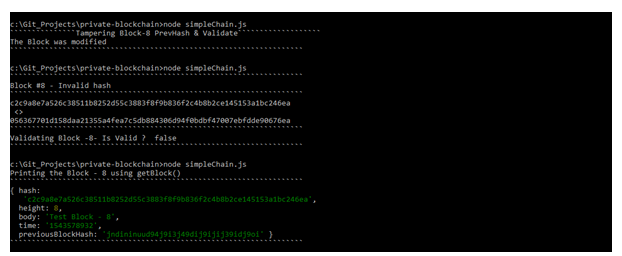 c:\Git_Projects\private-blockchain>node simpleChain.js
Tampering Block-8 PrevHash & Validate
The Block was modified
c:\Git_Projects\private-blockchain>node simpleChain.js
Block #8 - Invalid hash
c2c9a8e7a526c38511b8252d55c3883f8f9b836f2c4b8b2ce145153a1bc246ea
<>
056367701d158daa21355a4fea7c5db884306d94f0bdbf47007ebfdde90676ea
Validating Block -8- Is Valid ?  false
c:\Git_Projects\private-blockchain>node simpleChain.js
Printing the Block - 8 using getBlock()
{ hash:
'c2c9a8e7a526c38511b8252d55c3883f8f9b836f2c4b8b2ce145153a1bc246ea',
height: 8,
body: 'Test Block - 8',
time: '1543578932',
previousBlockHash: 'jndininuud94j9i3j49dij9ijij39idj9oi' }